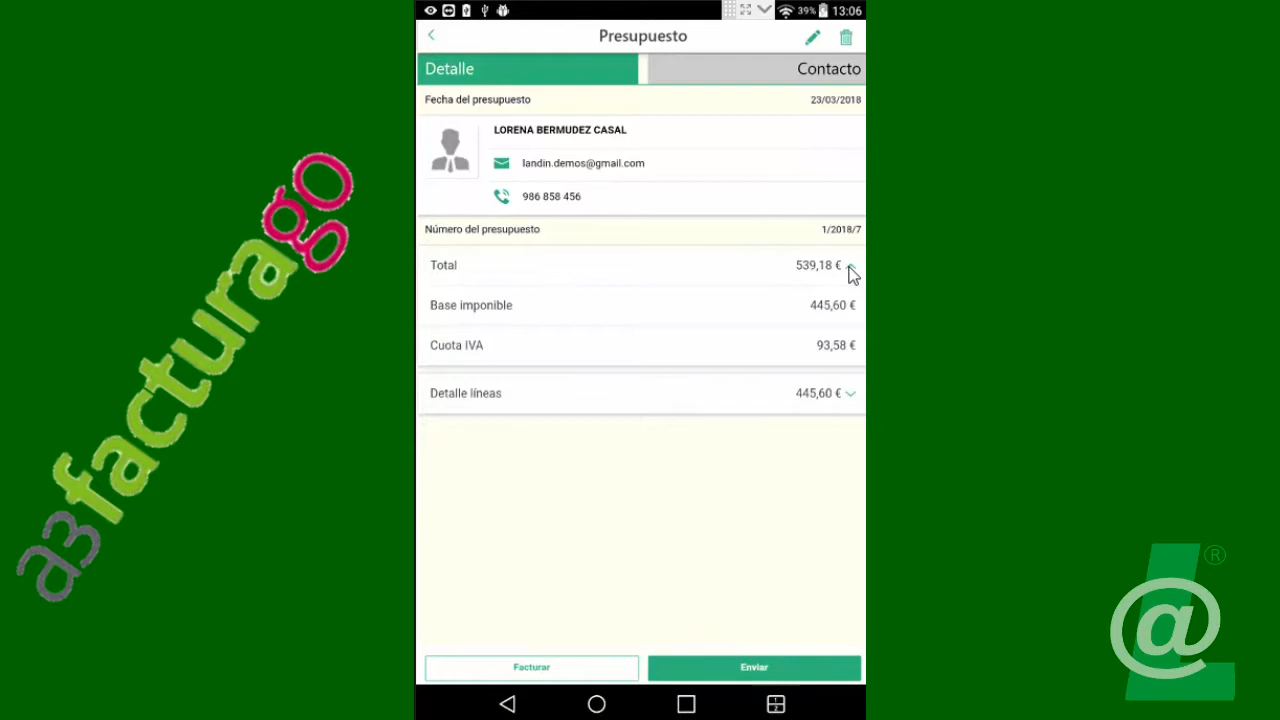 39% 13:06
Presupuesto
Detalle Contacto
Fecha del presupuesto 23/03/2018
LORENA BERMUDEZ CASAL
landin.demos@gmail.com
986 858 456
Número del presupuesto 1/2018/7
Total 539,18 €
Base imponible 445,60 €
Cuota IVA 93,58 €
Detalle líneas 445,60 €
Facturar Enviar
1
2
a3facturago
L@®